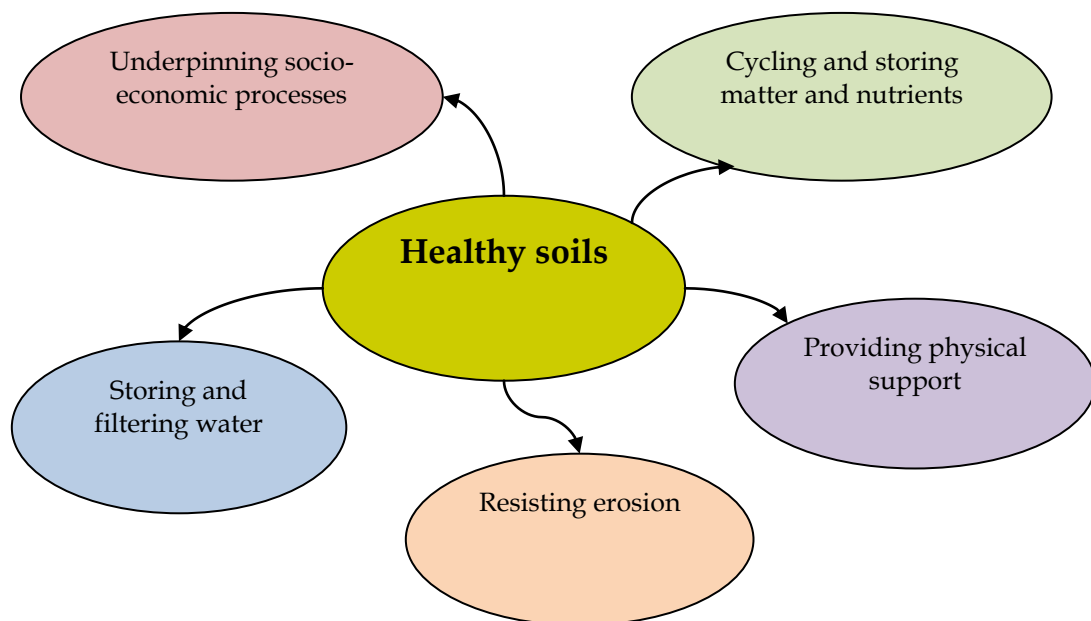 Underpinning socio-
economic processes
Cycling and storing
matter and nutrients
Healthy soils
Providing physical
support
Storing and
filtering water
Resisting erosion